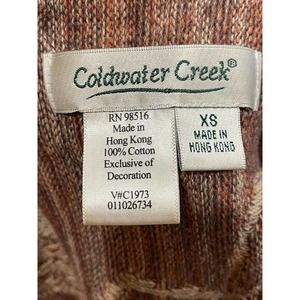 Coldwater Creek®
RN 98516
Made in
Hong Kong
100% Cotton
Exclusive of
Decoration
V#C1973
011026734
XS
MADE IN
HONG KONG